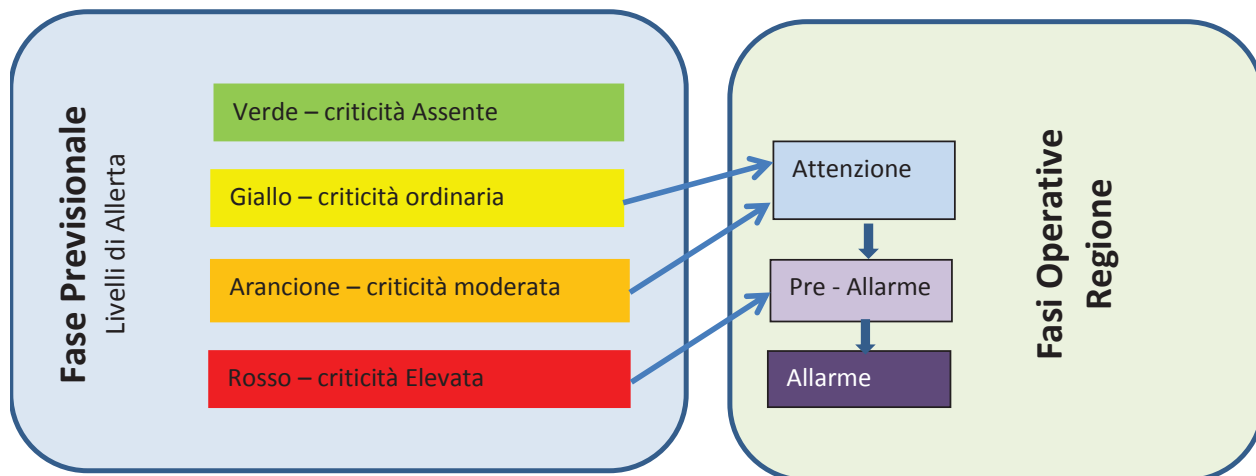 Fase Previsionale
Livelli di Allerta
Verde – criticità Assente
Giallo – criticità ordinaria
Arancione – criticità moderata
Rosso – criticità Elevata
Attenzione
Pre - Allarme
Allarme
Fasi Operative
Regione